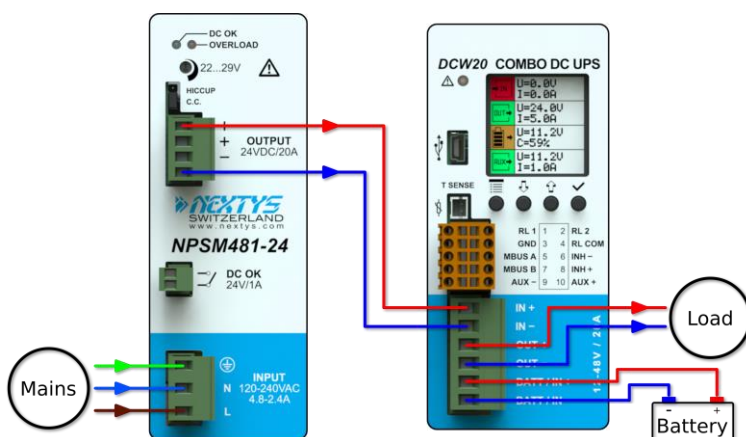 DC OK
OVERLOAD
22...29V
HICCUP
C.C.
+
+
OUTPUT
24VDC/20A
−
NEXTYS
SWITZERLAND
www.nextys.com
NPSM481-24
DC OK
24V/1A
INPUT
N 120-240VAC
4.8-2.4A
L
Mains
DCW20 COMBO DC UPS
U=0.0V
I=0.0A
OUT
U=24.0V
I=5.0A
U=11.2V
C=59%
AUX
U=11.2V
I=1.0A
T SENSE
RL 1 1 2 RL 2
GND 3 4 RL COM
MBUS A 5 6 INH −
MBUS B 7 8 INH +
AUX − 9 10 AUX +
IN +
IN −
OUT +
OUT
BATT / IN +
BATT / IN
Load
- +
Battery